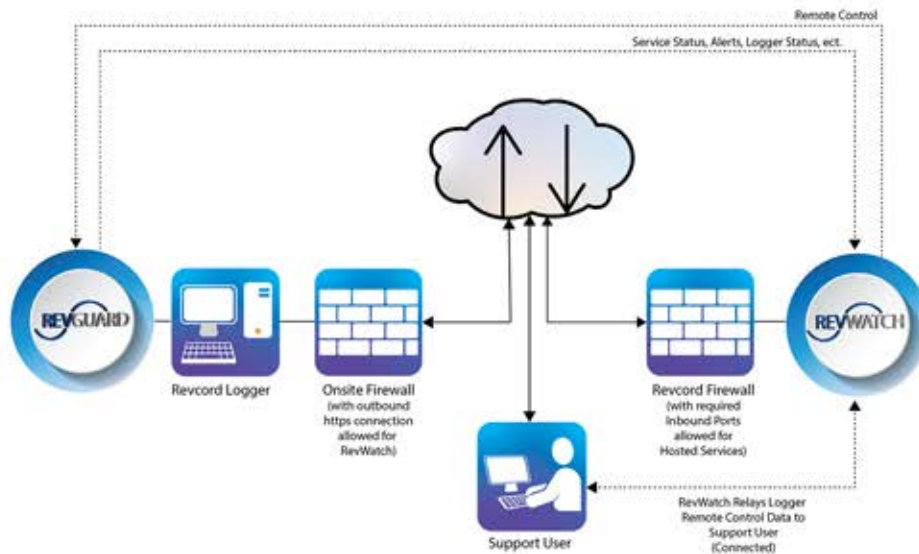 Remote Control
Service Status, Alerts, Logger Status, ect.
REVGUARD
REVWATCH
Revcord Logger
Onsite Firewall
(with outbound
https connection
allowed for
RevWatch)
Revcord Firewall
(with required
Inbound Ports
allowed for
Hosted Services)
Support User
RevWatch Relays Logger
Remote Control Data to
Support User
(Connected)